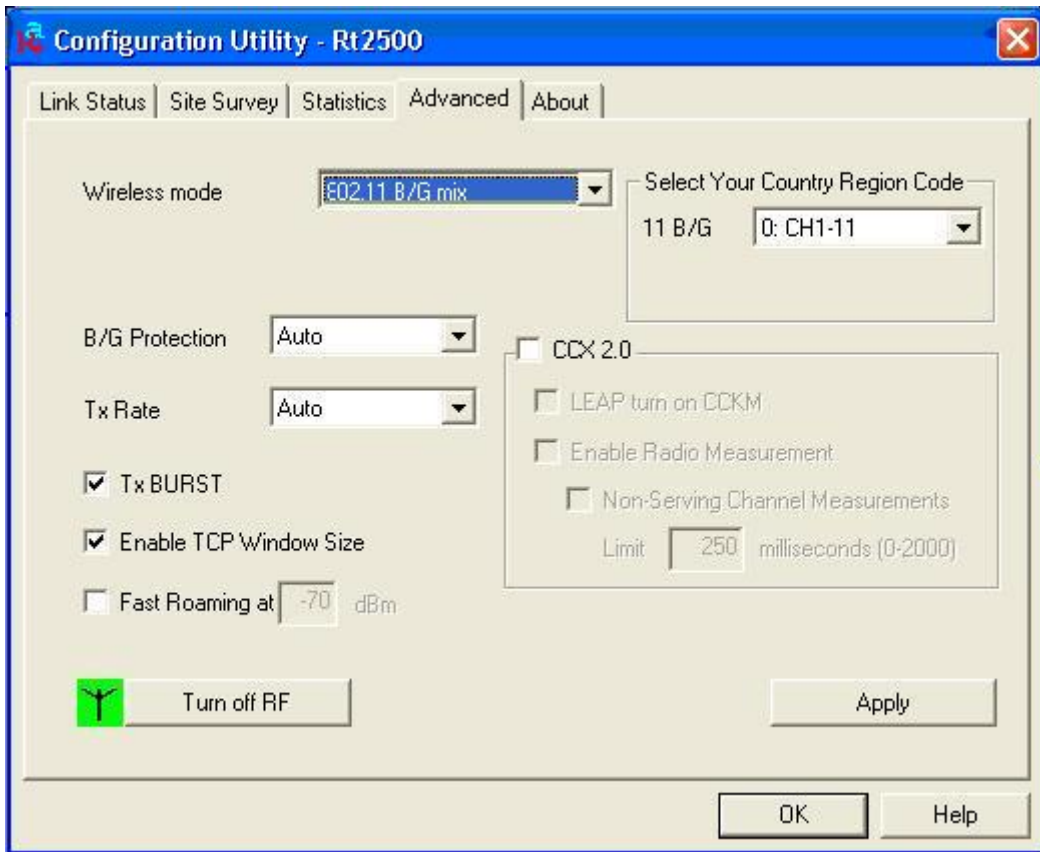 Configuration Utility - Rt2500
Link Status Site Survey Statistics Advanced About
Wireless mode
802.11 B/G mix
Select Your Country Region Code
11 B/G
0: CH1-11
B/G Protection
Auto
Tx Rate
Auto
Tx BURST
Enable TCP Window Size
Fast Roaming at -70 dBm
CCX 2.0
LEAP turn on CCKM
Enable Radio Measurement
Non-Serving Channel Measurements
Limit 250 milliseconds (0-2000)
Turn off RF
Apply
OK
Help